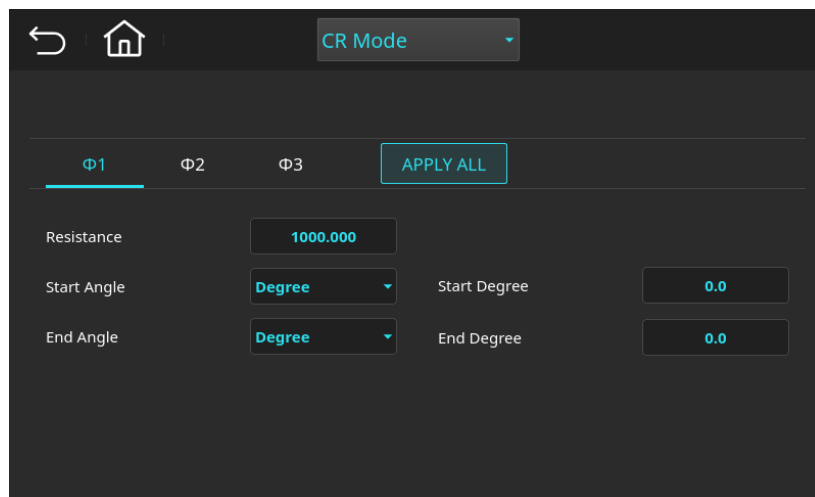 CR Mode
Φ1 Φ2 Φ3 APPLY ALL
Resistance 1000.000
Start Angle Degree Start Degree 0.0
End Angle Degree End Degree 0.0